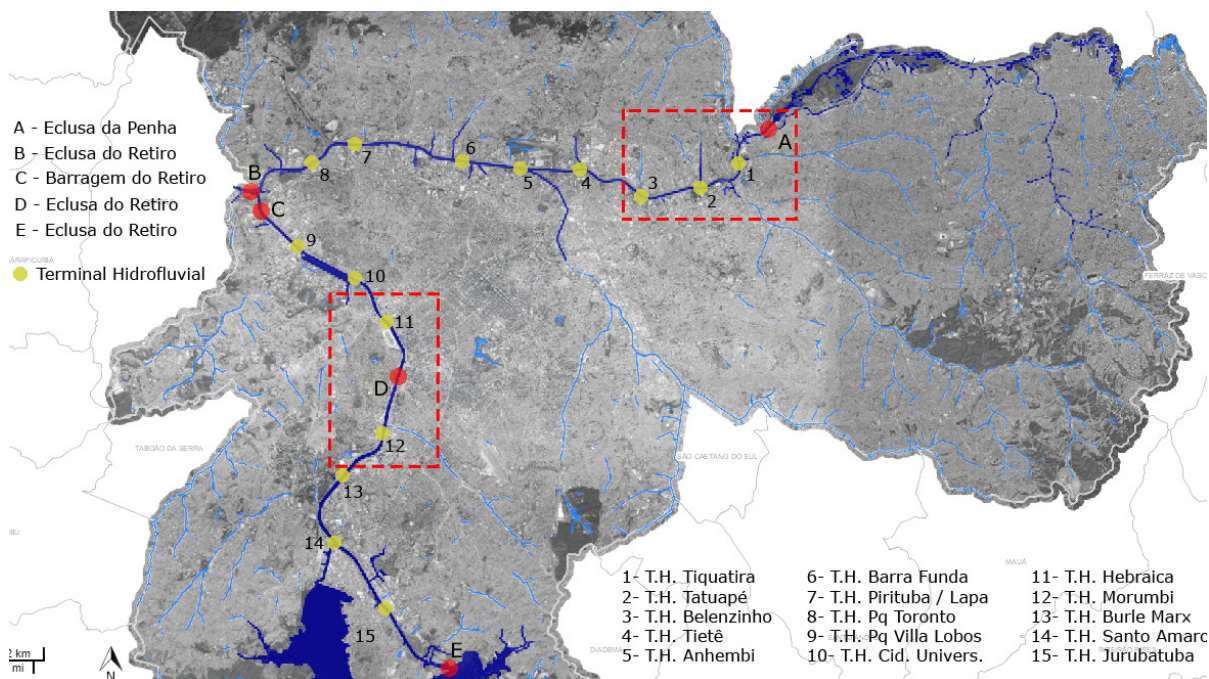 A - Eclusa da Penha
B - Eclusa do Retiro
C - Barragem do Retiro
D - Eclusa do Retiro
E - Eclusa do Retiro
Terminal Hidrofluvial
A
B
C
D
E
1
2
3
4
5
6
7
8
9
10
11
12
13
14
15
TABOÃO DA SERRA
SÃO CAETANO DO SUL
FERRAZ DE VASC
MAUÁ
DIADEMA
1- T.H. Tiquatira
2- T.H. Tatuapé
3- T.H. Belenzinho
4- T.H. Tietê
5- T.H. Anhembi
6- T.H. Barra Funda
7- T.H. Pirituba / Lapa
8- T.H. Pq Toronto
9- T.H. Pq Villa Lobos
10- T.H. Cid. Univers.
11- T.H. Hebraica
12- T.H. Morumbi
13- T.H. Burle Marx
14- T.H. Santo Amaro
15- T.H. Jurubatuba
2 km
mi
N